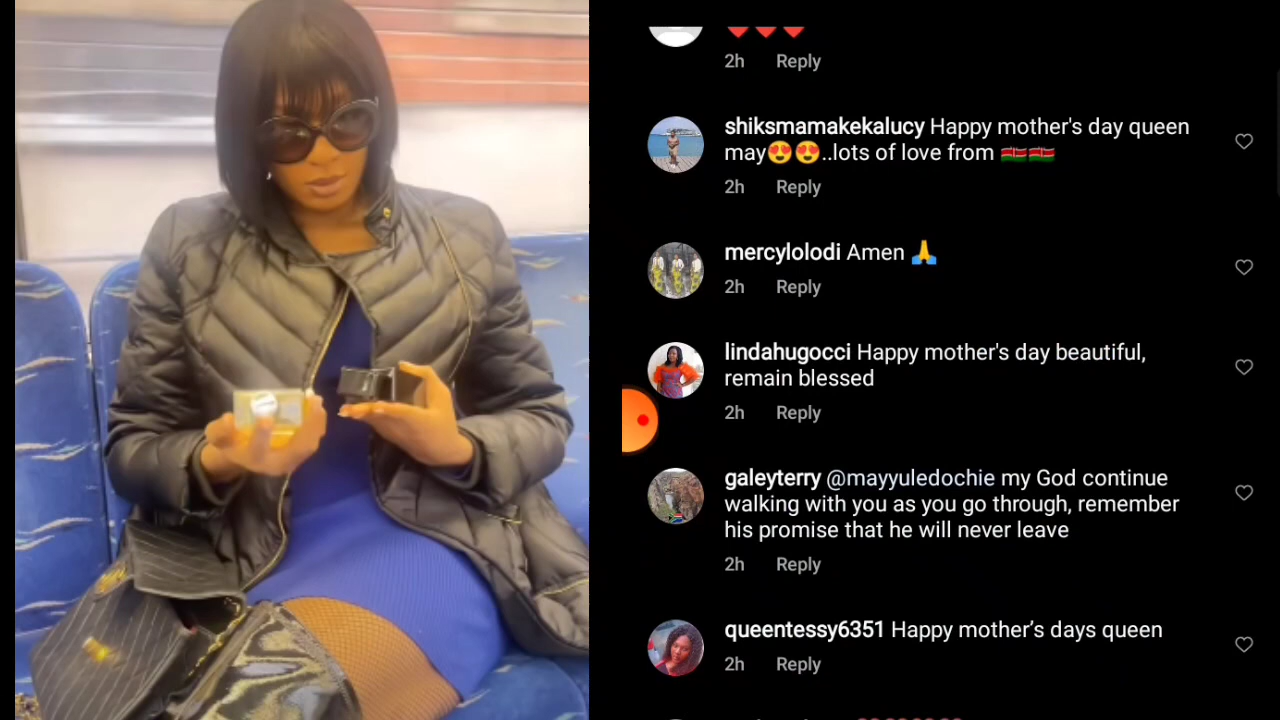 2h Reply
shiksmamakekalucy Happy mother's day queen
may😍😍..lots of love from 🇰🇪🇰🇪
2h Reply
mercylolodi Amen 🙏
2h Reply
lindahugocci Happy mother's day beautiful,
remain blessed
2h Reply
galeyterry @mayyuledochie my God continue
walking with you as you go through, remember
his promise that he will never leave
2h Reply
queentessy6351 Happy mother’s days queen
2h Reply